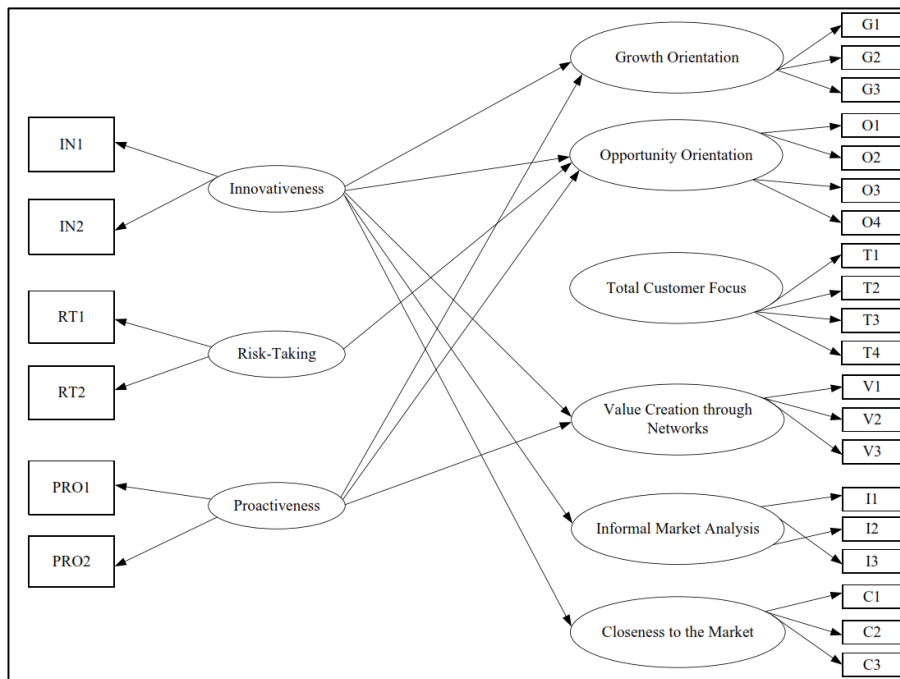 IN1
IN2
RT1
RT2
PRO1
PRO2
Innovativeness
Risk-Taking
Proactiveness
Growth Orientation
Opportunity Orientation
Total Customer Focus
Value Creation through
Networks
Informal Market Analysis
Closeness to the Market
G1
G2
G3
O1
O2
O3
O4
T1
T2
T3
T4
V1
V2
V3
I1
I2
I3
C1
C2
C3